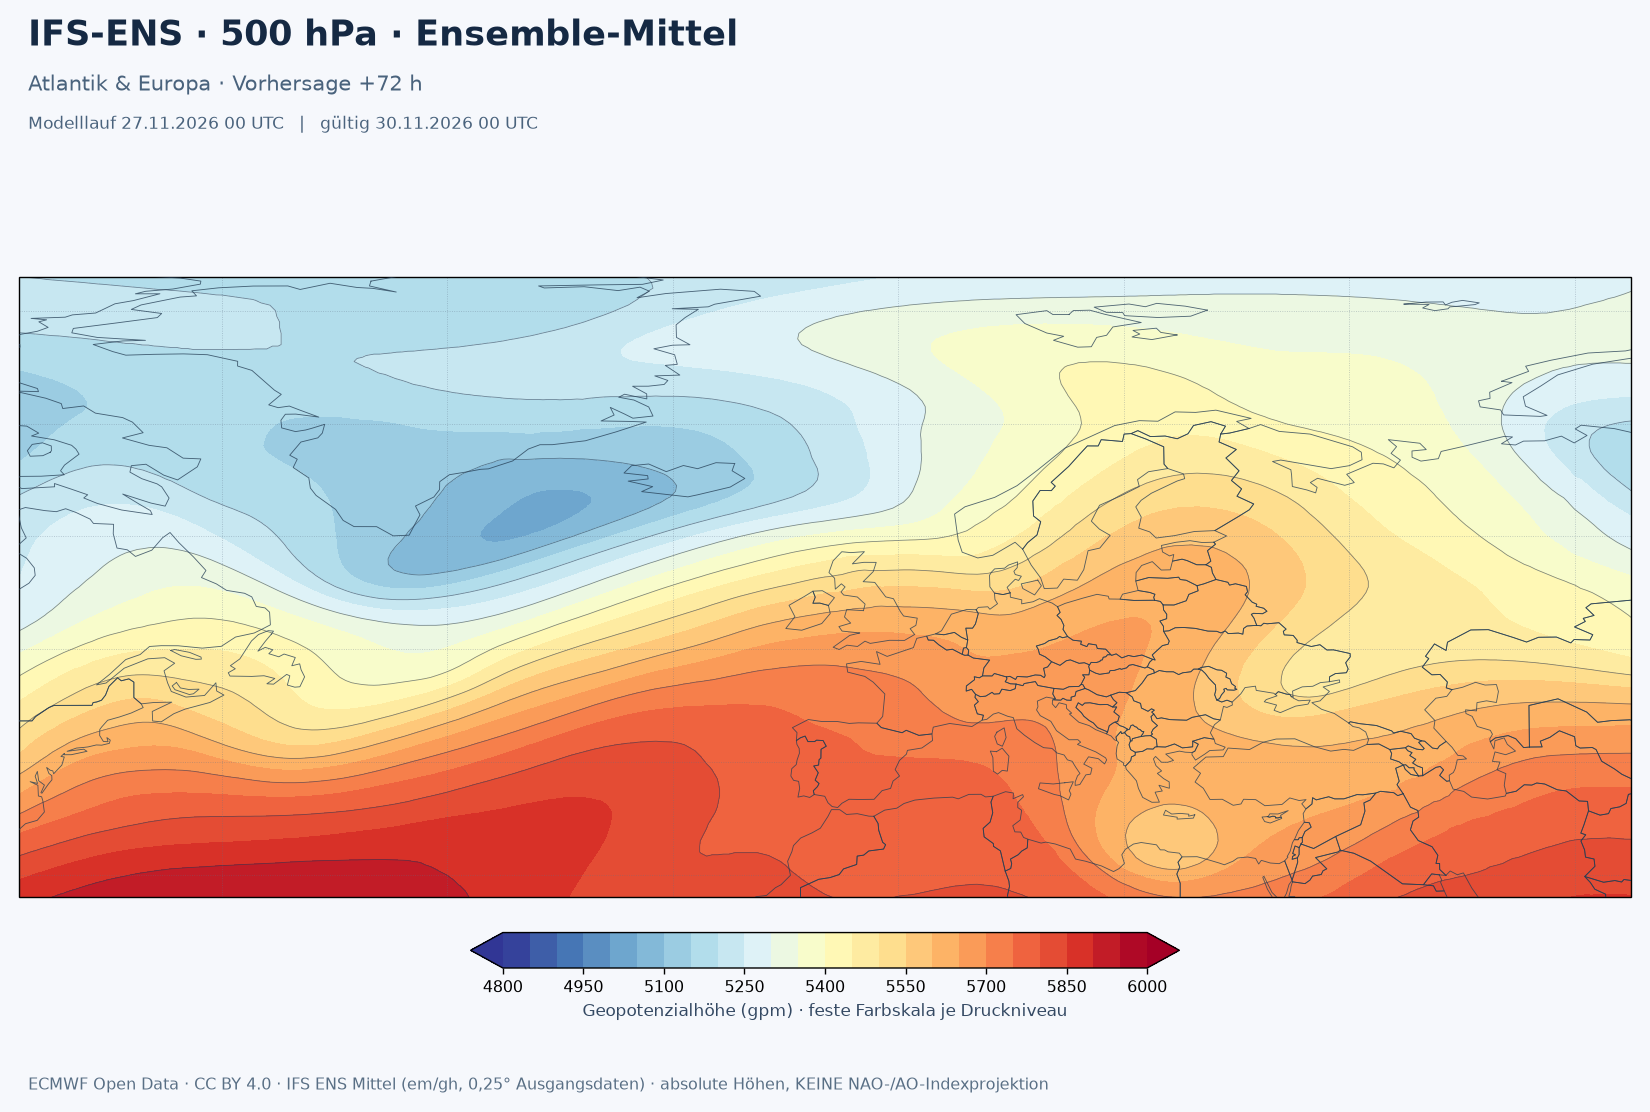 IFS-ENS · 500 hPa · Ensemble-Mittel
Atlantik & Europa · Vorhersage +72 h
Modelllauf 27.11.2026 00 UTC | gültig 30.11.2026 00 UTC
4800 4950 5100 5250 5400 5550 5700 5850 6000
Geopotenzialhöhe (gpm) · feste Farbskala je Druckniveau
ECMWF Open Data · CC BY 4.0 · IFS ENS Mittel (em/gh, 0,25° Ausgangsdaten) · absolute Höhen, KEINE NAO-/AO-Indexprojektion